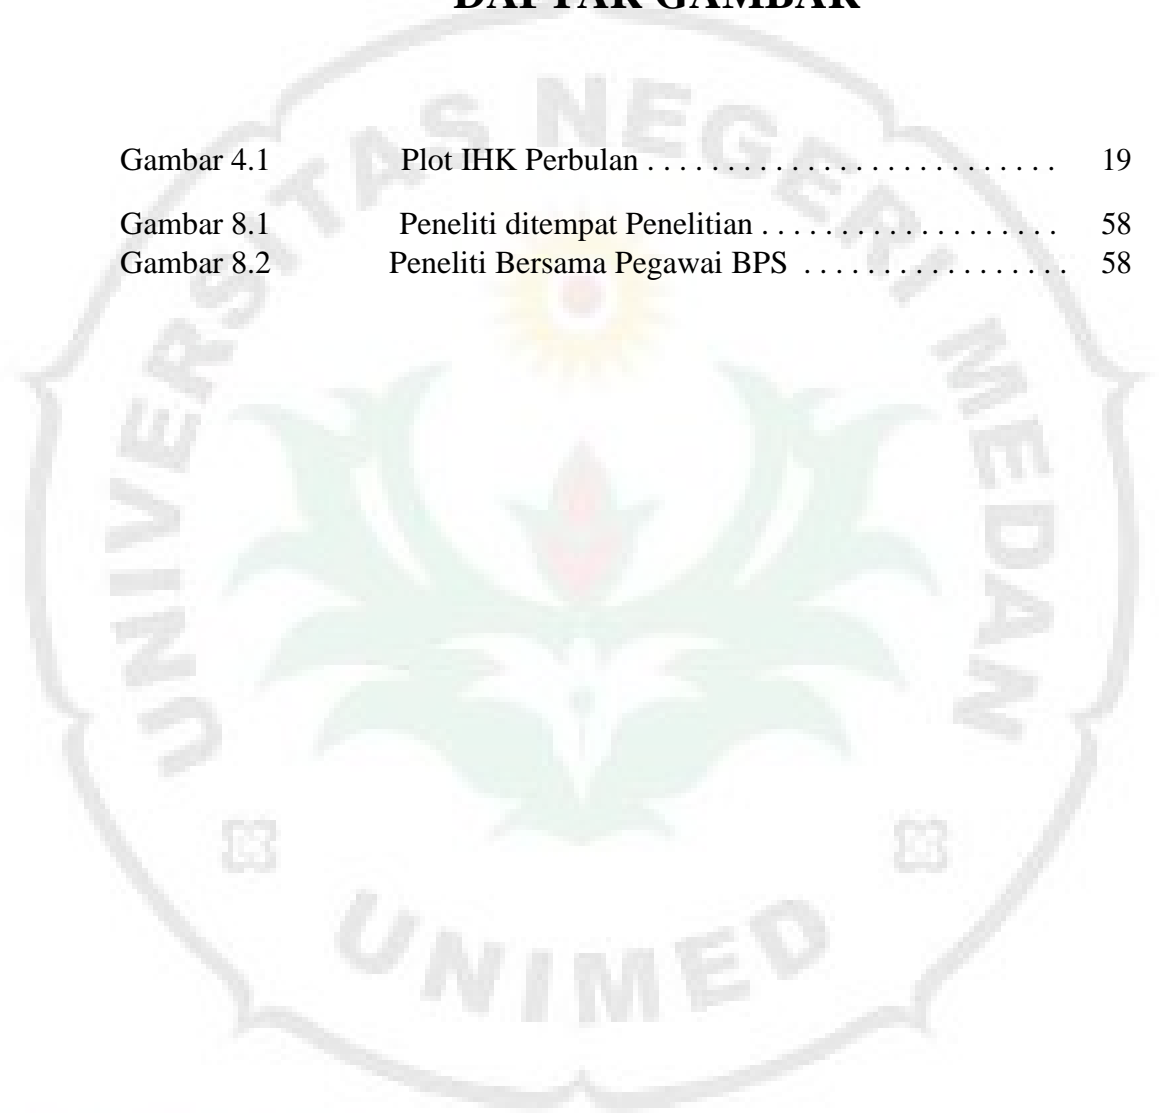 DAFTAR GAMBAR
Gambar 4.1 Plot IHK Perbulan . . . . . . . . . . . . . . . . . . . . . . . . . . 19
Gambar 8.1 Peneliti ditempat Penelitian . . . . . . . . . . . . . . . . . . . 58
Gambar 8.2 Peneliti Bersama Pegawai BPS . . . . . . . . . . . . . . . . . 58
UNIVERSITAS NEGERI MEDAN
UNIMED